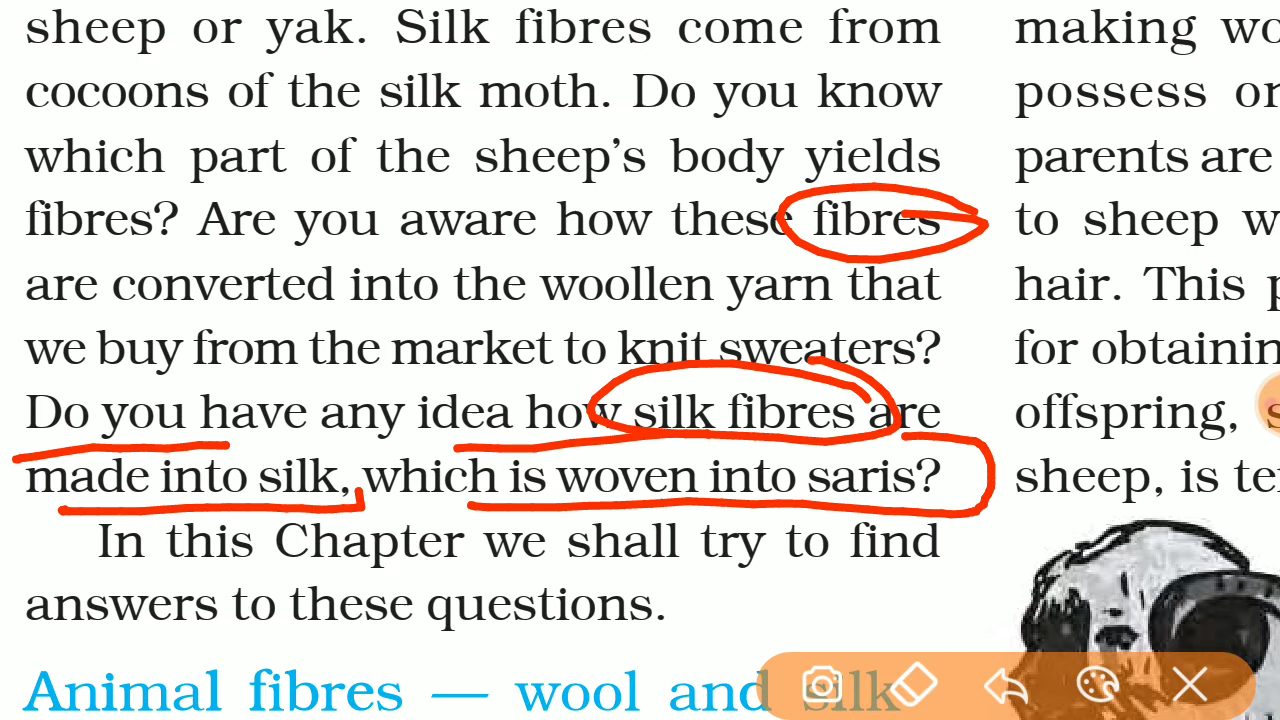 sheep or yak. Silk fibres come from
cocoons of the silk moth. Do you know
which part of the sheep's body yields
fibres? Are you aware how these fibres
are converted into the woollen yarn that
we buy from the market to knit sweaters?
Do you have any idea how silk fibres are
made into silk, which is woven into saris?
In this Chapter we shall try to find
answers to these questions.
Animal fibres — wool and silk
making
possess
parents are
to sheep
hair. This
for
offspring,
sheep, is